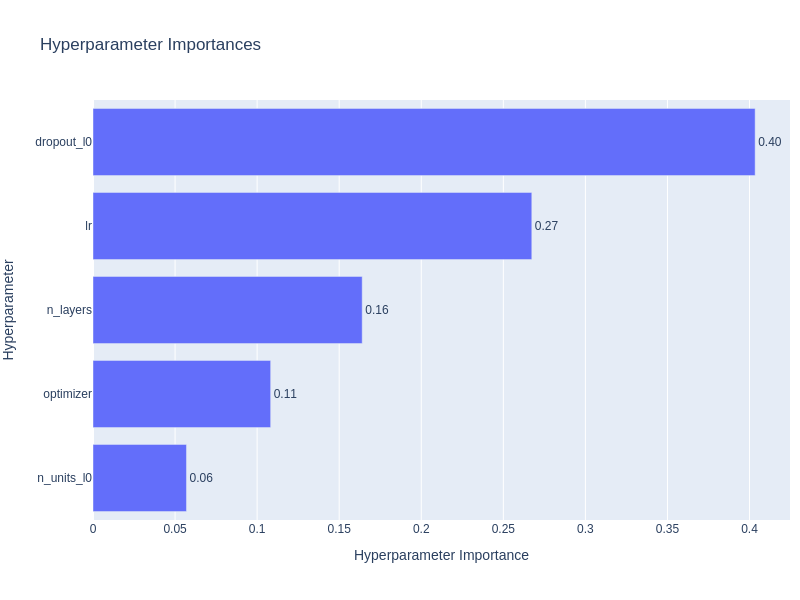 Hyperparameter Importances
Hyperparameter
dropout_l0
0.40
lr
0.27
n_layers
0.16
optimizer
0.11
n_units_l0
0.06
0 0.05 0.1 0.15 0.2 0.25 0.3 0.35 0.4
Hyperparameter Importance